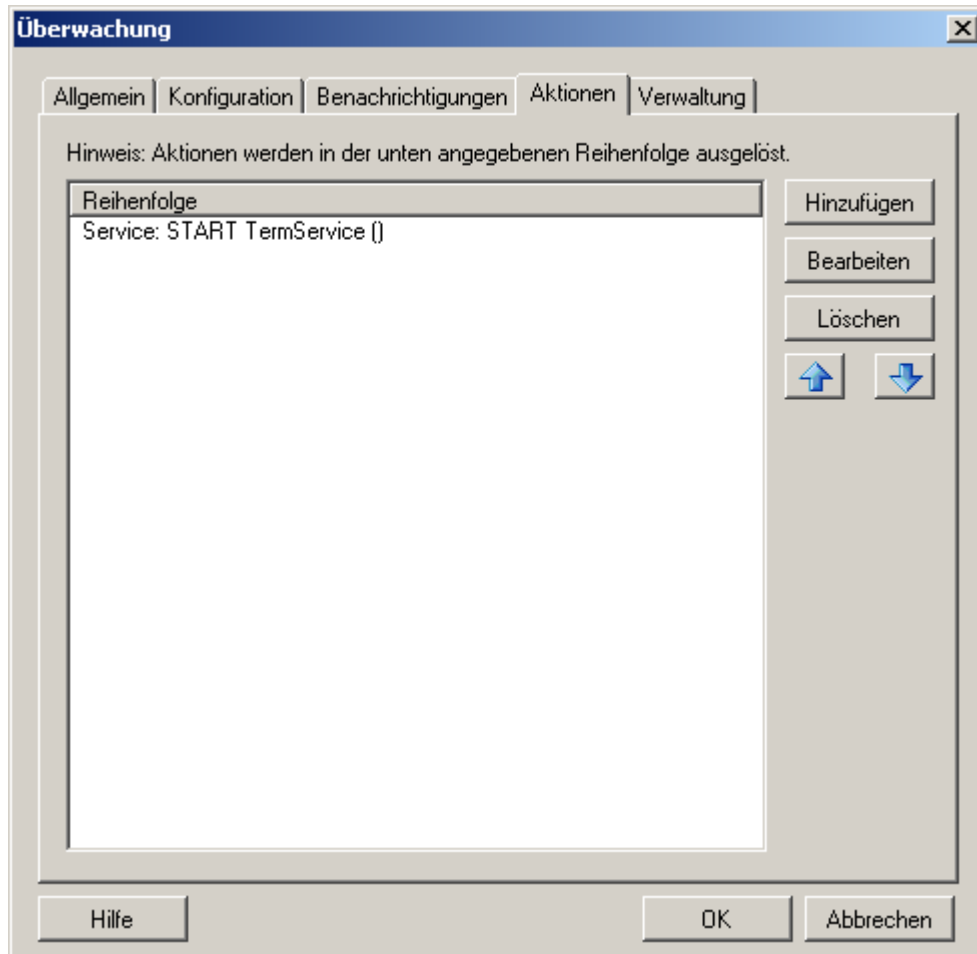 Überwachung
Allgemein Konfiguration Benachrichtigungen Aktionen Verwaltung
Hinweis: Aktionen werden in der unten angegebenen Reihenfolge ausgelöst.
Reihenfolge
Service: START TermService ()
Hinzufügen
Bearbeiten
Löschen
Hilfe OK Abbrechen